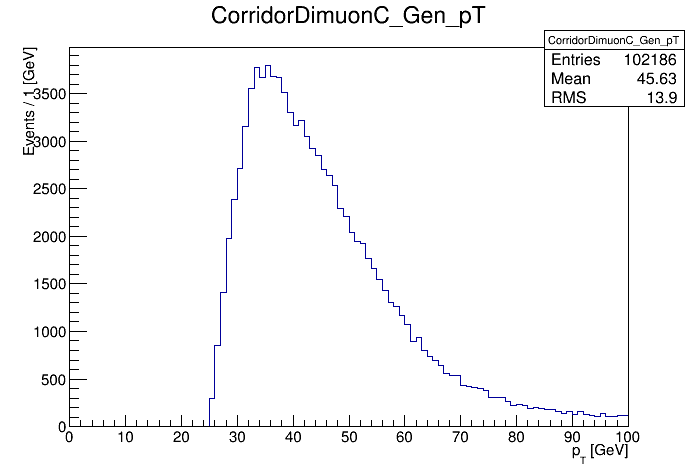 CorridorDimuonC_Gen_pT
CorridorDimuonC_Gen_pT
Entries 102186
Mean 45.63
RMS 13.9
Events / 1 [GeV]
3500
3000
2500
2000
1500
1000
500
0
0 10 20 30 40 50 60 70 80 90 100
p_T [GeV]